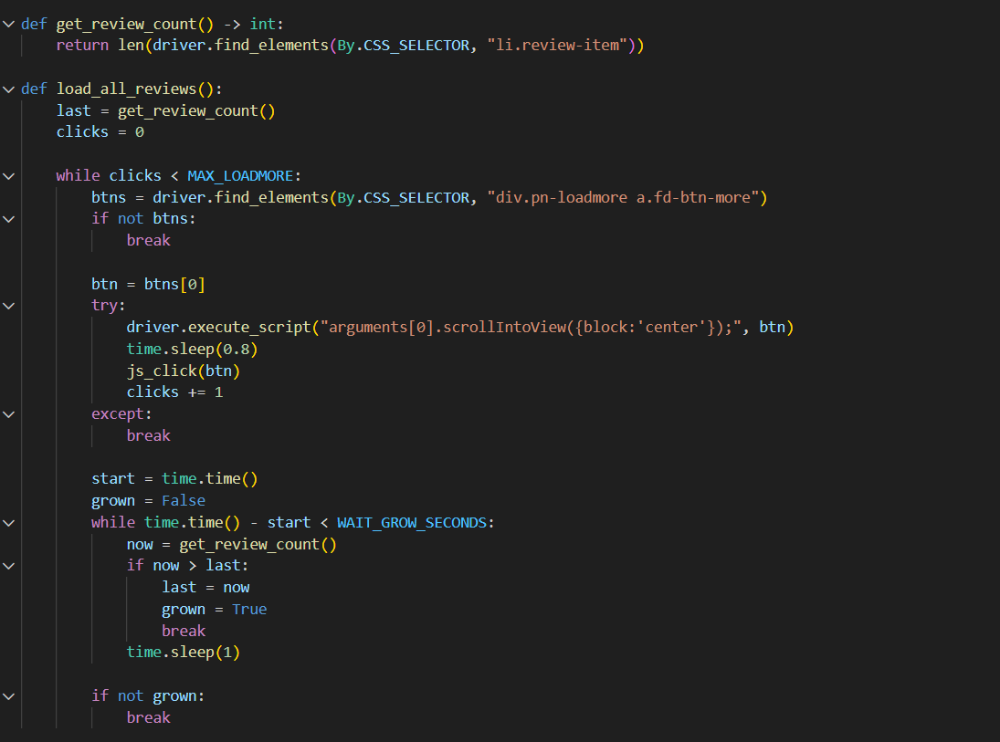 def get_review_count() -> int:
    return len(driver.find_elements(By.CSS_SELECTOR, "li.review-item"))

def load_all_reviews():
    last = get_review_count()
    clicks = 0

    while clicks < MAX_LOADMORE:
        btns = driver.find_elements(By.CSS_SELECTOR, "div.pn-loadmore a.fd-btn-more")
        if not btns:
            break

        btn = btns[0]
        try:
            driver.execute_script("arguments[0].scrollIntoView({block:'center'});", btn)
            time.sleep(0.8)
            js_click(btn)
            clicks += 1
        except:
            break

        start = time.time()
        grown = False
        while time.time() - start < WAIT_GROW_SECONDS:
            now = get_review_count()
            if now > last:
                last = now
                grown = True
                break
            time.sleep(1)

        if not grown:
            break